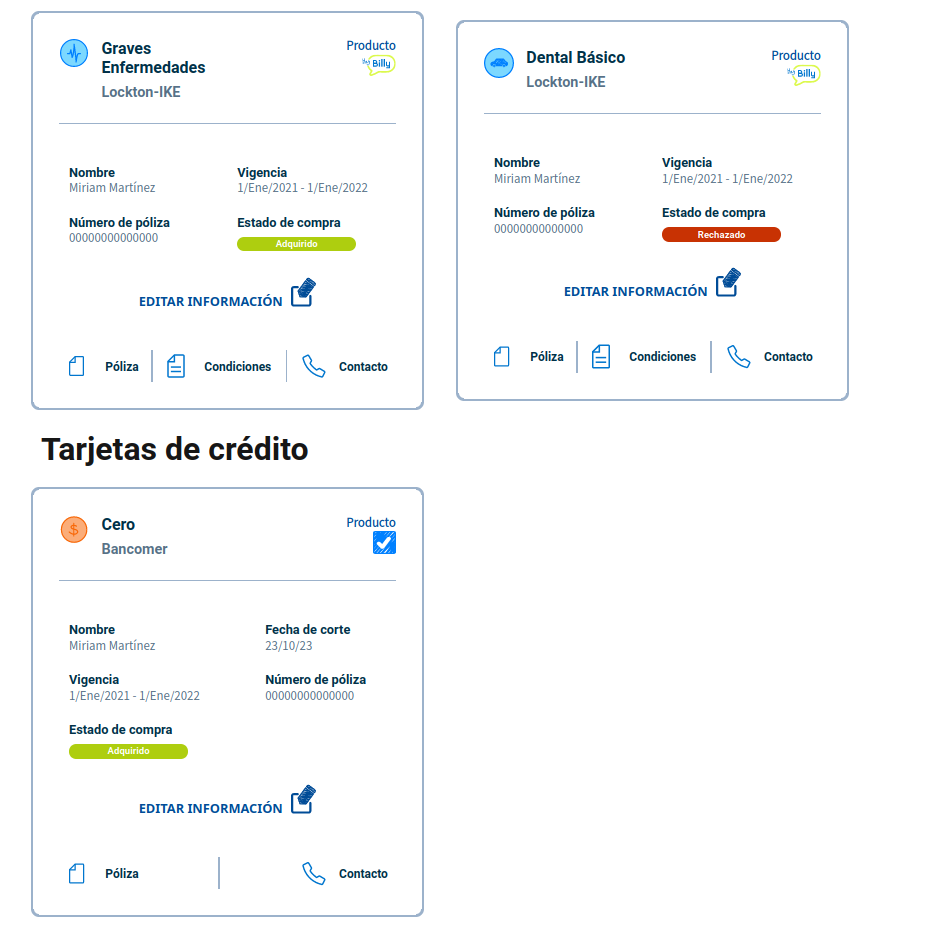 Graves
Enfermedades
Lockton-IKE
Producto
hey Billy
Nombre
Miriam Martínez
Vigencia
1/Ene/2021 - 1/Ene/2022
Número de póliza
00000000000000
Estado de compra
Adquirido
EDITAR INFORMACIÓN
Póliza
Condiciones
Contacto
Dental Básico
Lockton-IKE
Producto
hey Billy
Nombre
Miriam Martínez
Vigencia
1/Ene/2021 - 1/Ene/2022
Número de póliza
00000000000000
Estado de compra
Rechazado
EDITAR INFORMACIÓN
Póliza
Condiciones
Contacto
Tarjetas de crédito
Cero
Bancomer
Producto
Nombre
Miriam Martínez
Fecha de corte
23/10/23
Vigencia
1/Ene/2021 - 1/Ene/2022
Número de póliza
00000000000000
Estado de compra
Adquirido
EDITAR INFORMACIÓN
Póliza
Contacto